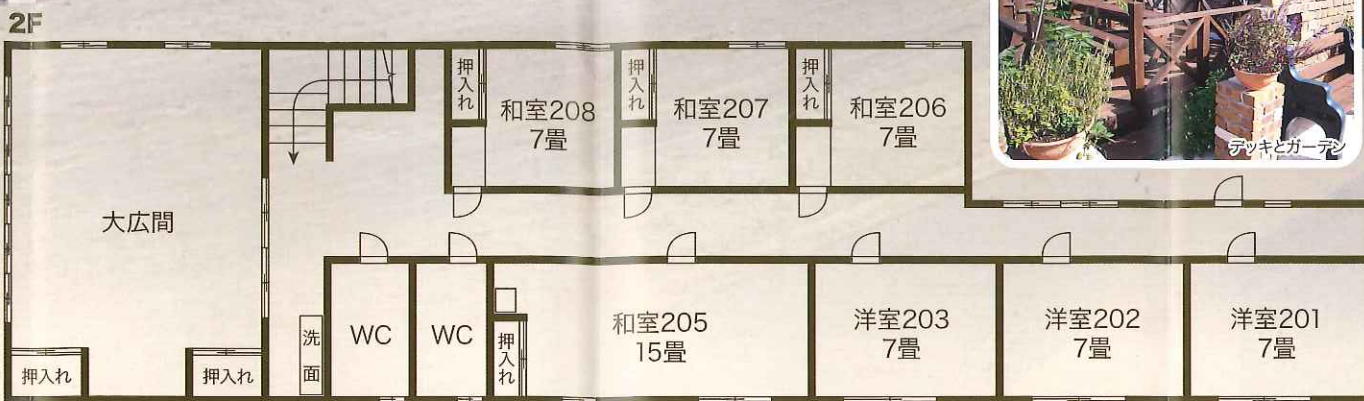 2F
デッキとガーデン
押入れ
和室208
7畳
押入れ
和室207
7畳
押入れ
和室206
7畳
大広間
押入れ
押入れ
洗面
WC
WC
押入れ
和室205
15畳
洋室203
7畳
洋室202
7畳
洋室201
7畳